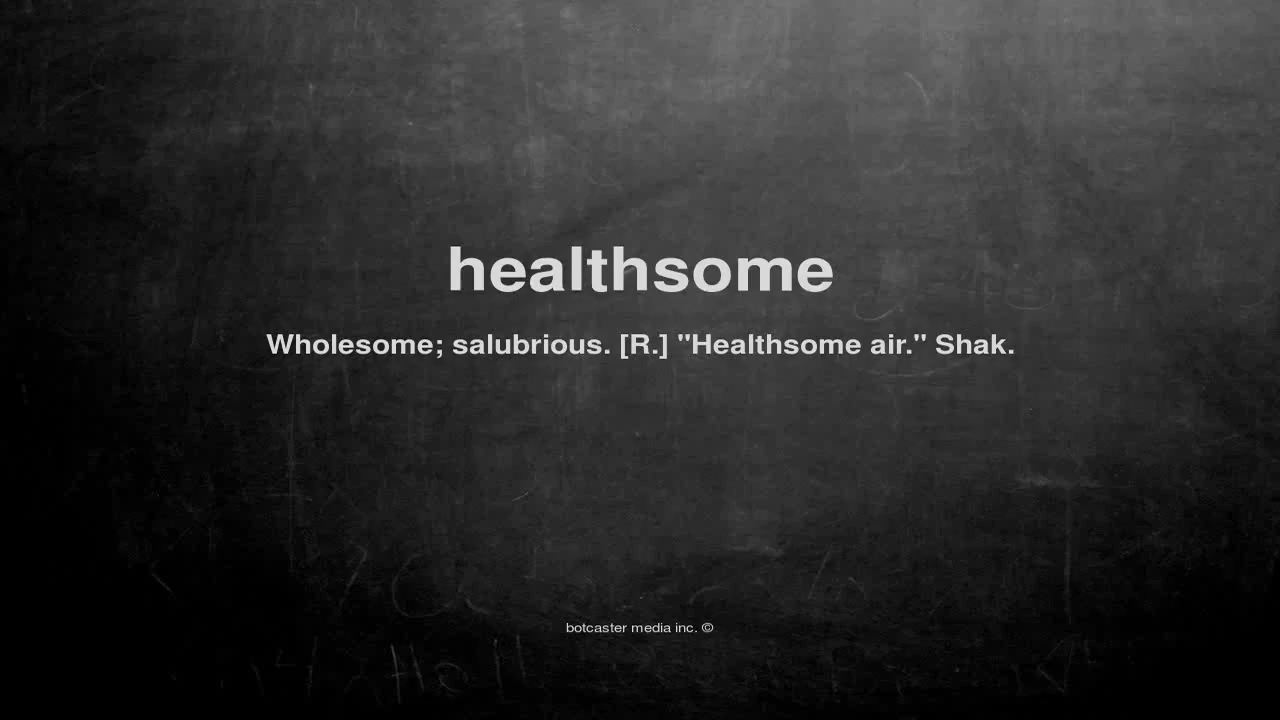 healthsome
Wholesome; salubrious. [R.] "Healthsome air." Shak.
botcaster media inc. ©